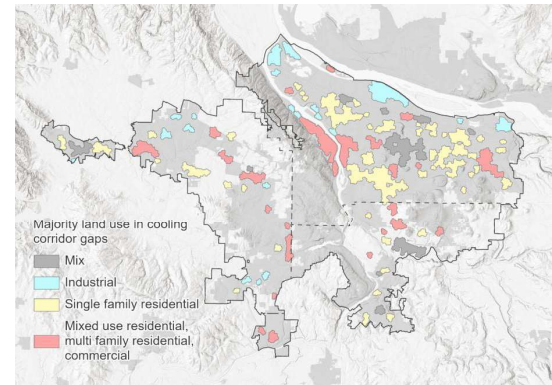 Majority land use in cooling
corridor gaps
Mix
Industrial
Single family residential
Mixed use residential,
multi family residential,
commercial